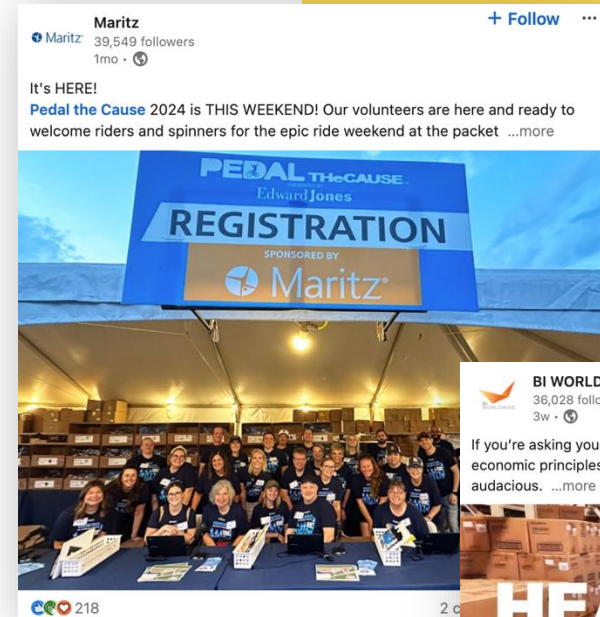 Maritz
Maritz
39,549 followers
+ Follow ...
1mo •
It's HERE!
Pedal the Cause 2024 is THIS WEEKEND! Our volunteers are here and ready to
welcome riders and spinners for the epic ride weekend at the packet ...more
PEDAL THE CAUSE
Edward Jones
REGISTRATION
SPONSORED BY
Maritz
218
2 c
BI WORLD
36,028 follo
3w •
If you're asking you
economic principles
audacious. ...more
HE